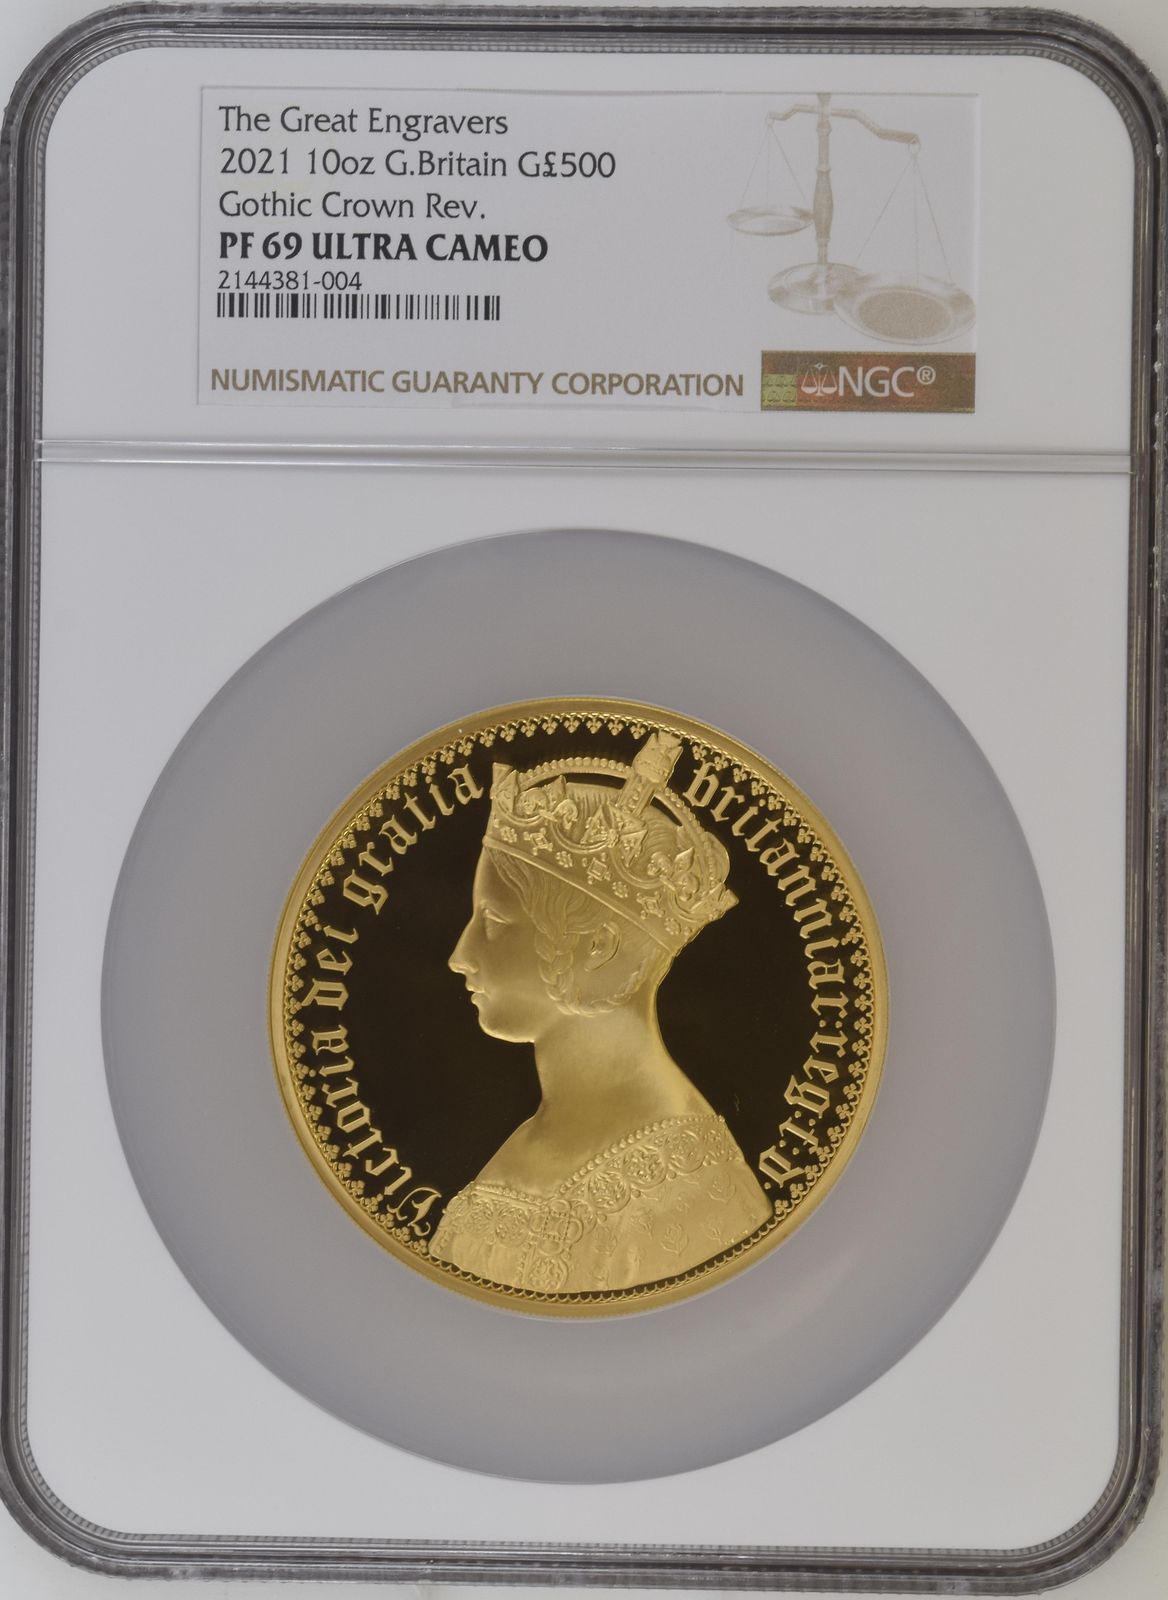 The Great Engravers
2021 10oz G.Britain G£500
Gothic Crown Rev.
PF 69 ULTRA CAMEO
2144381-004
NUMISMATIC GUARANTY CORPORATION
NGC®
Victoria dei gratia britanniar: reg: f: d.